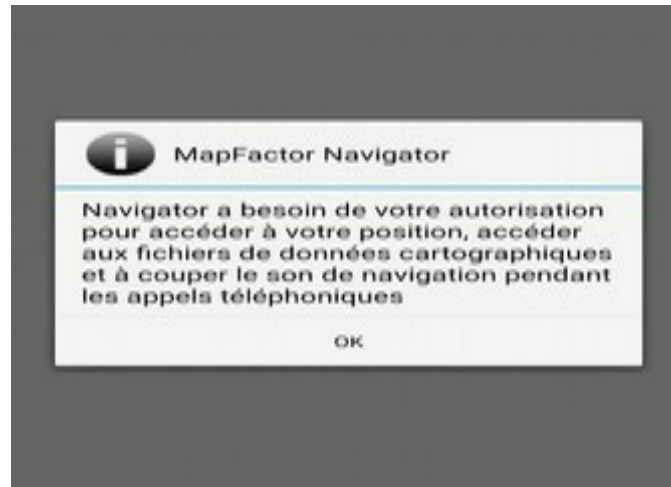 MapFactor Navigator
Navigator a besoin de votre autorisation
pour accéder à votre position, accéder
aux fichiers de données cartographiques
et à couper le son de navigation pendant
les appels téléphoniques
OK